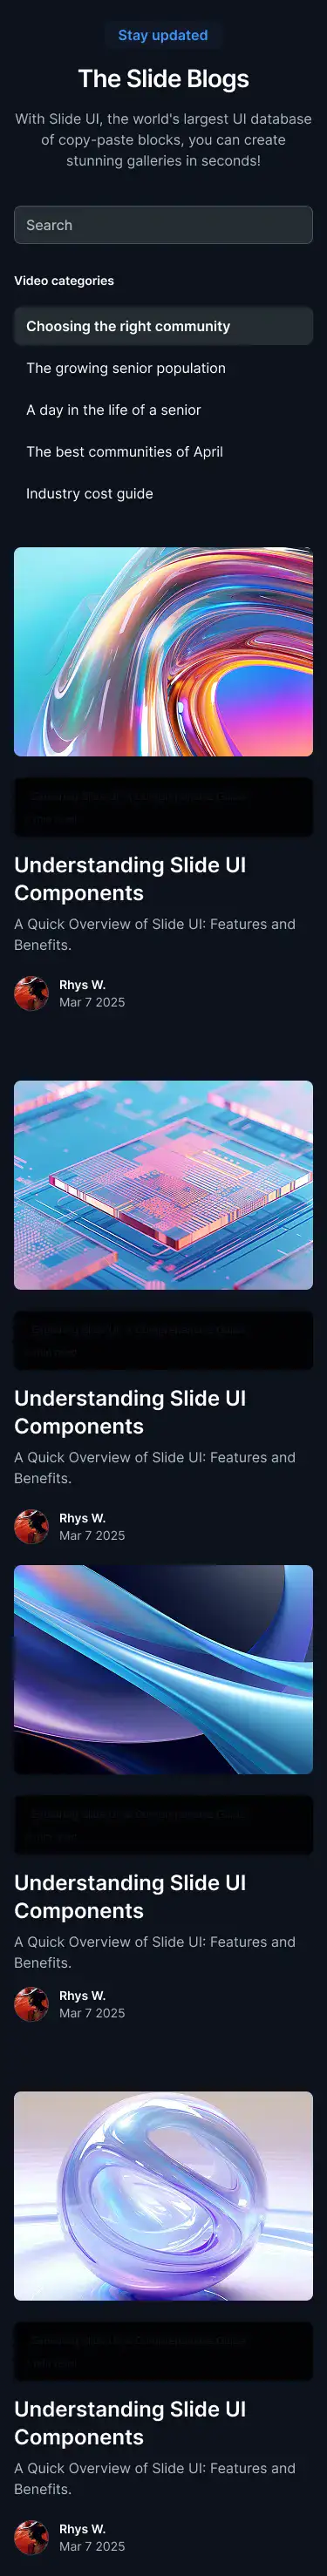 Stay updated
The Slide Blogs
With Slide UI, the world's largest UI database
of copy-paste blocks, you can create
stunning galleries in seconds!
Search
Video categories
Choosing the right community
The growing senior population
A day in the life of a senior
The best communities of April
Industry cost guide
Understanding Slide UI
Components
A Quick Overview of Slide UI: Features and
Benefits.
Rhys W.
Mar 7 2025
Understanding Slide UI
Components
A Quick Overview of Slide UI: Features and
Benefits.
Rhys W.
Mar 7 2025
Understanding Slide UI
Components
A Quick Overview of Slide UI: Features and
Benefits.
Rhys W.
Mar 7 2025
Understanding Slide UI
Components
A Quick Overview of Slide UI: Features and
Benefits.
Rhys W.
Mar 7 2025